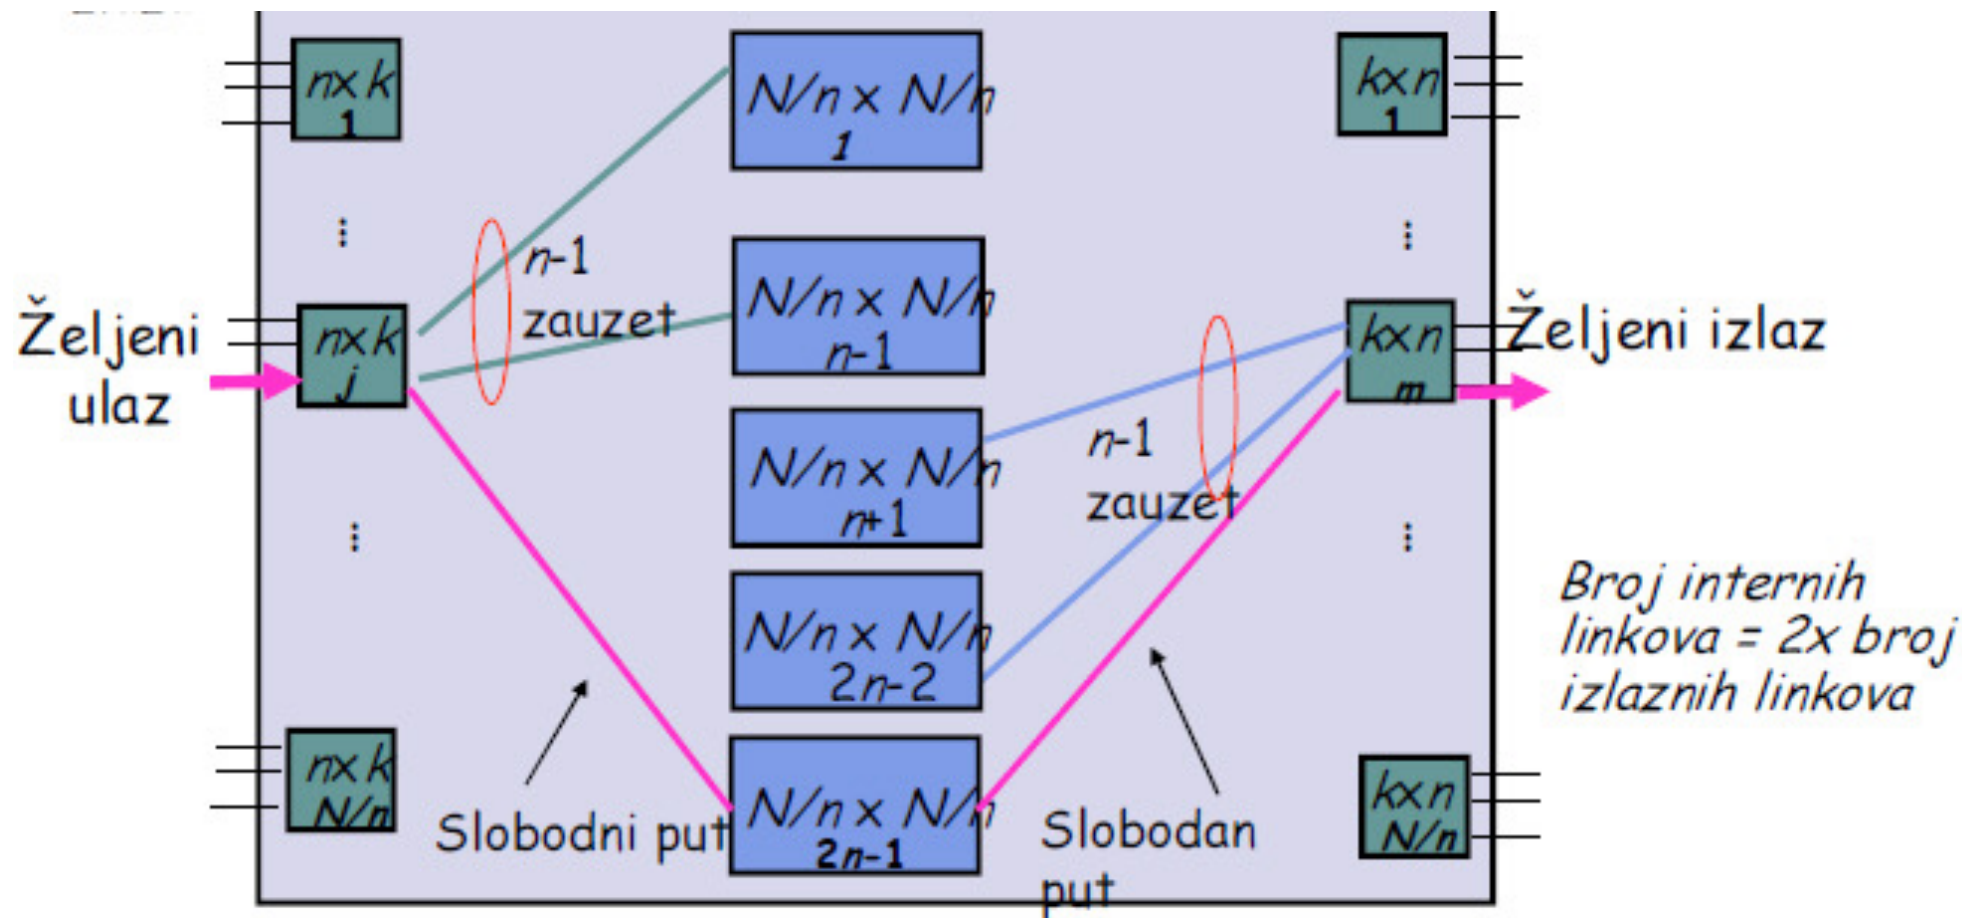 nxk
1
N/n x N/n
1
kxn
1
n-1
zauzet
N/n x N/n
n-1
Željeni
ulaz
nxk
j
kxn
m
Željeni izlaz
N/n x N/n
n+1
n-1
zauzet
N/n x N/n
2n-2
Broj internih
linkova = 2x broj
izlaznih linkova
nxk
N/n
Slobodni put
N/n x N/n
2n-1
Slobodan
put
kxn
N/n